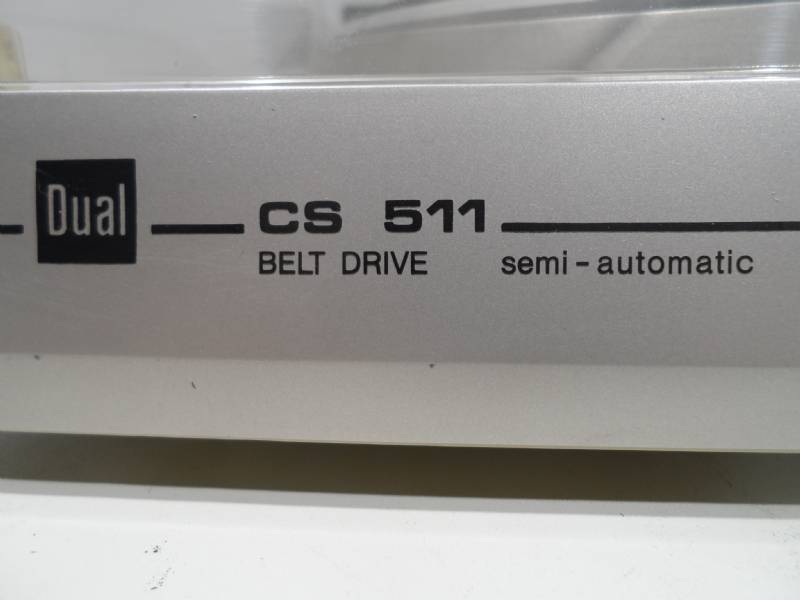 Dual CS 511
BELT DRIVE semi-automatic